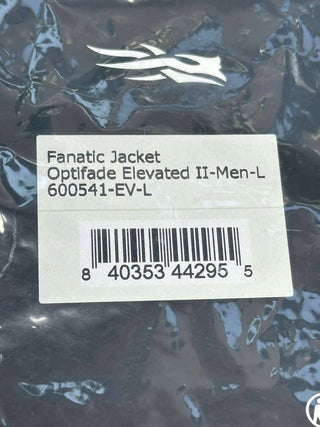 Fanatic Jacket
Optifade Elevated II-Men-L
600541-EV-L
8 40353 44295 5